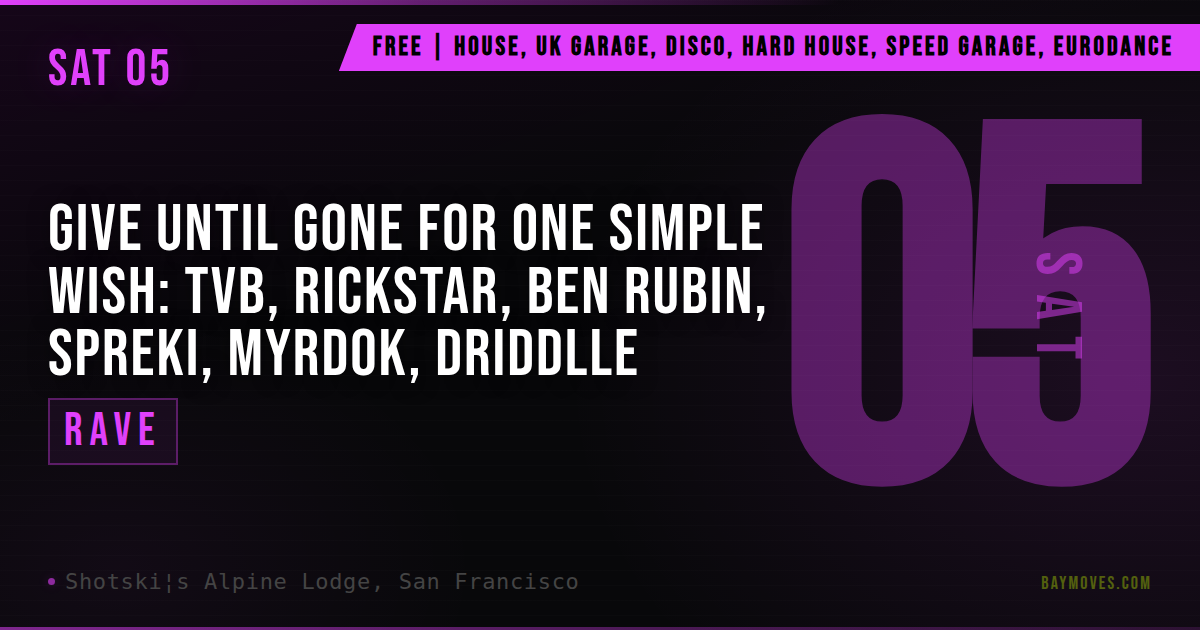 SAT 05
FREE | HOUSE, UK GARAGE, DISCO, HARD HOUSE, SPEED GARAGE, EURODANCE
05
SAT
GIVE UNTIL GONE FOR ONE SIMPLE
WISH: TVB, RICKSTAR, BEN RUBIN,
SPREKI, MYRDOK, DRIDDLLE
RAVE
• Shotski¦s Alpine Lodge, San Francisco
BAYMOVES.COM